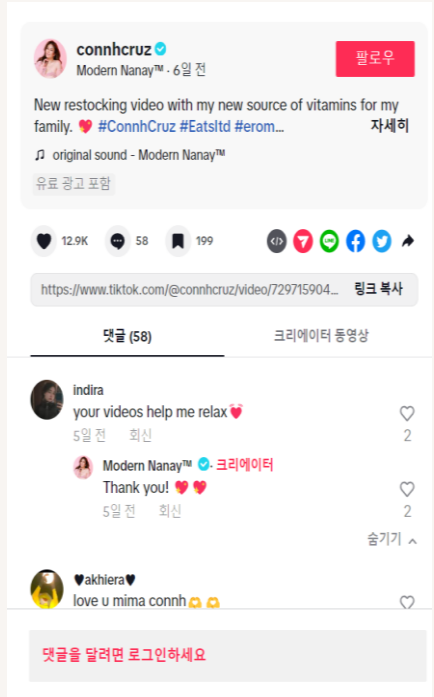 connhcruz
팔로우
Modern Nanay™ · 6일 전
New restocking video with my new source of vitamins for my
family. 💖 #ConnhCruz #Eatsltd #erom... 자세히
♫ original sound - Modern Nanay™
유료 광고 포함
12.9K 58 199
https://www.tiktok.com/@connhcruz/video/729715904... 링크 복사
댓글 (58) 크리에이터 동영상
indira
your videos help me relax💓
5일 전 회신 2
Modern Nanay™ · 크리에이터
Thank you! 💖 💖
5일 전 회신 2
숨기기
♥akhiera♥
love u mima connh🫶 🫶
댓글을 달려면 로그인하세요